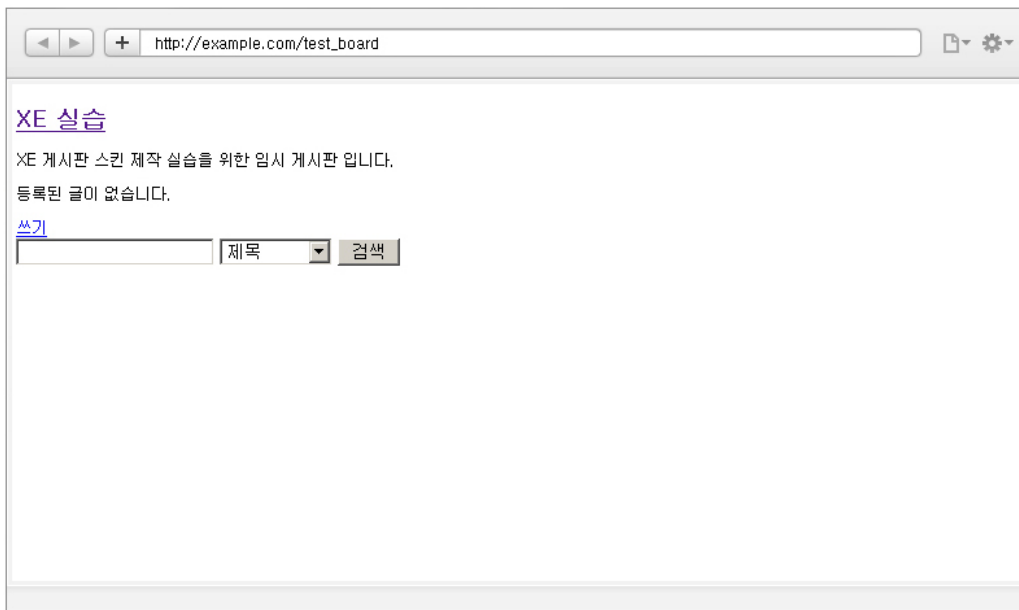 http://example.com/test_board
XE 실습
XE 게시판 스킨 제작 실습을 위한 임시 게시판 입니다.
등록된 글이 없습니다.
쓰기
제목 검색